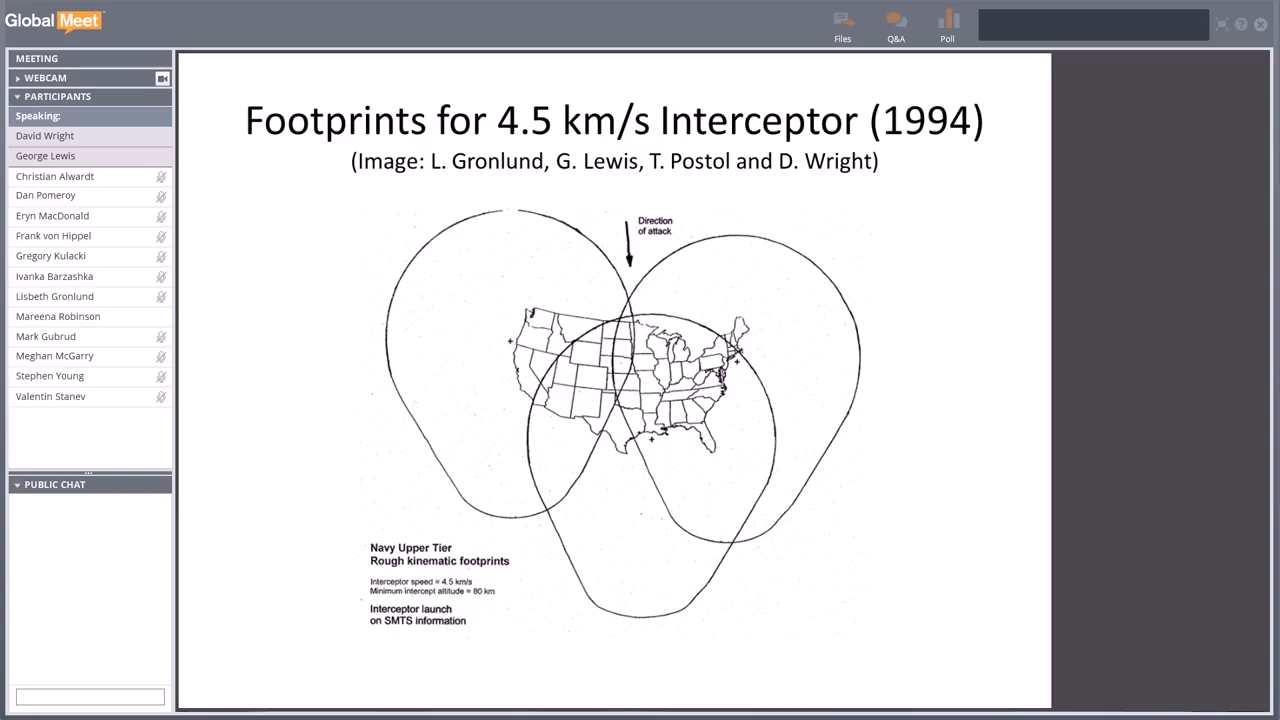 Global Meet
Files
Q&A
Poll
MEETING
WEBCAM
PARTICIPANTS
Speaking:
David Wright
George Lewis
Christian Alwardt
Dan Pomeroy
Eryn MacDonald
Frank von Hippel
Gregory Kulacki
Ivanka Barzashka
Lisbeth Gronlund
Mareena Robinson
Mark Gubrud
Meghan McGarry
Stephen Young
Valentin Stanev
PUBLIC CHAT
Footprints for 4.5 km/s Interceptor (1994)
(Image: L. Gronlund, G. Lewis, T. Postol and D. Wright)
Direction
of attack
Navy Upper Tier
Rough kinematic footprints
Interceptor speed = 4.5 km/s
Minimum intercept altitude = 80 km
Interceptor launch
on SMTS information